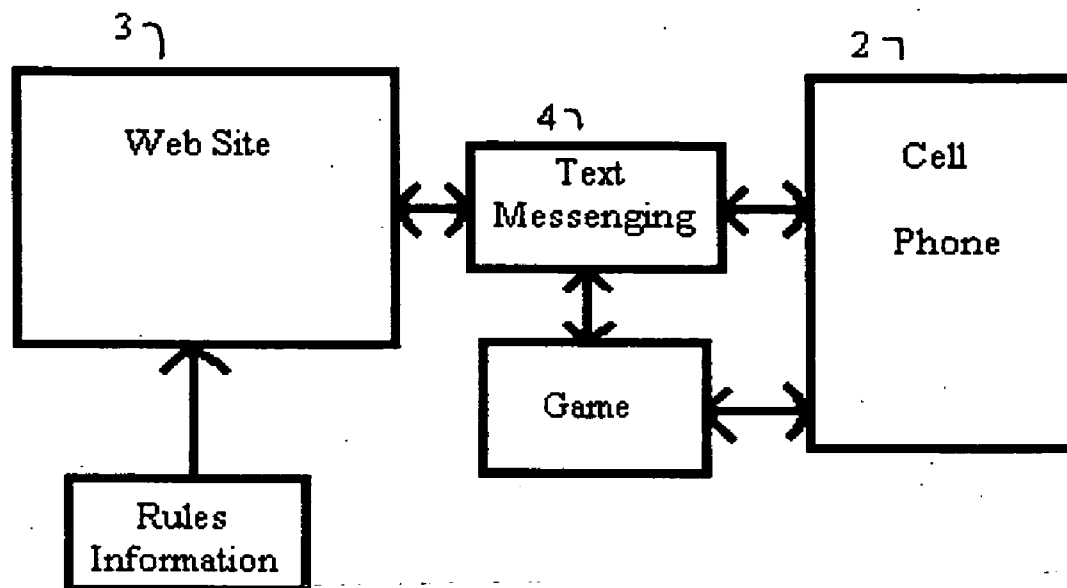 3
2
4
Web Site
Text
Messenging
Cell
Phone
Game
Rules
Information